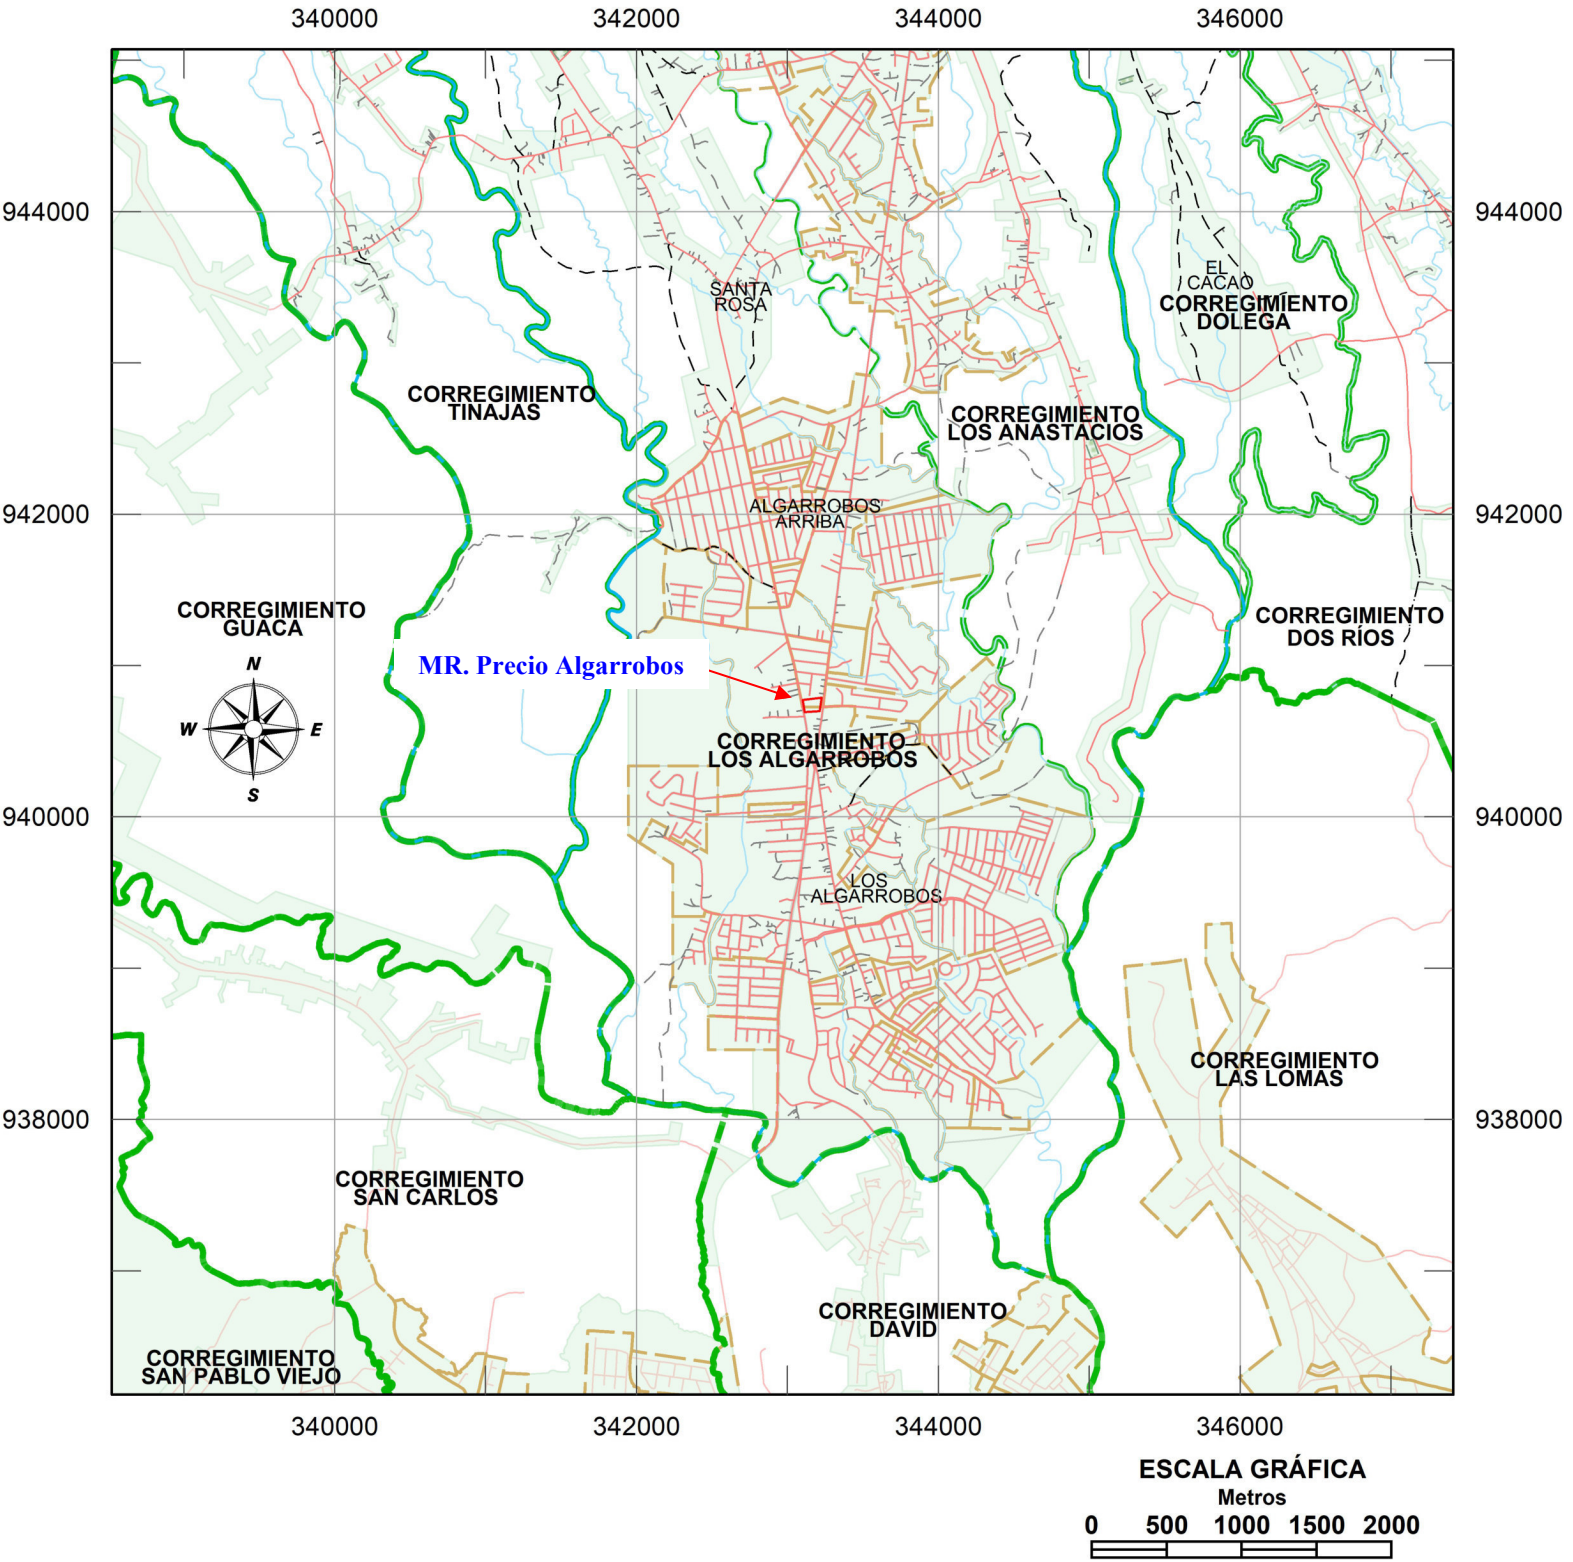 340000 342000 344000 346000
944000 944000
SANTA
ROSA
EL
CACAO
CORREGIMIENTO
DOLEGA
CORREGIMIENTO
TINAJAS
CORREGIMIENTO
LOS ANASTACIOS
942000 942000
ALGARROBOS
ARRIBA
CORREGIMIENTO
GUACA
CORREGIMIENTO
DOS RÍOS
MR. Precio Algarrobos
N
W E
S
CORREGIMIENTO
LOS ALGARROBOS
940000 940000
LOS
ALGARROBOS
CORREGIMIENTO
LAS LOMAS
938000 938000
CORREGIMIENTO
SAN CARLOS
CORREGIMIENTO
DAVID
CORREGIMIENTO
SAN PABLO VIEJO
340000 342000 344000 346000
ESCALA GRÁFICA
Metros
0 500 1000 1500 2000